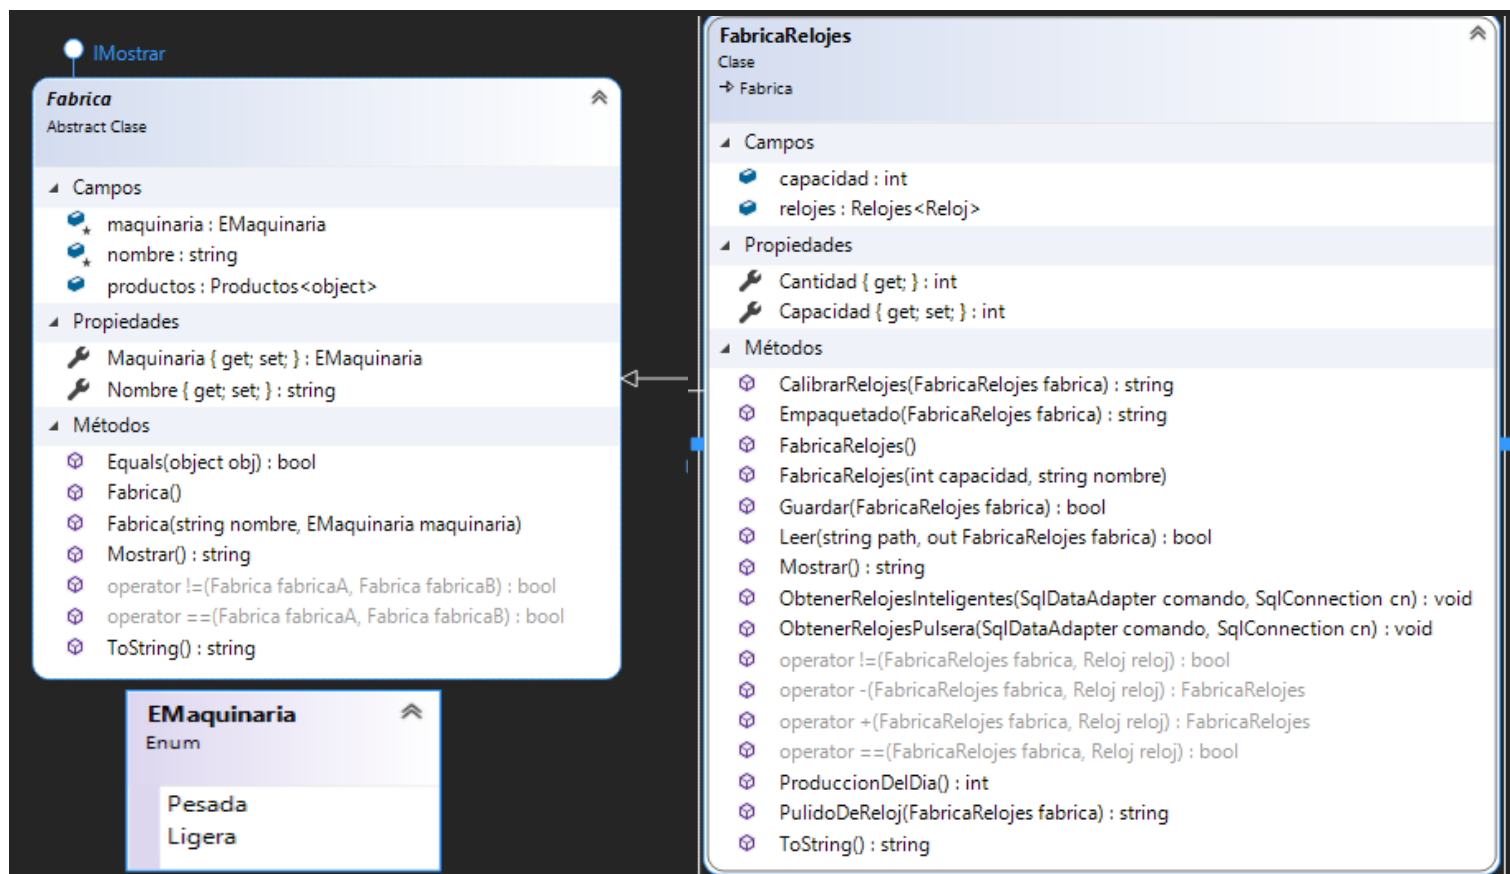 IMostrar
Fabrica
Abstract Clase
Campos
maquinaria : EMaquinaria
nombre : string
productos : Productos<object>
Propiedades
Maquinaria { get; set; } : EMaquinaria
Nombre { get; set; } : string
Métodos
Equals(object obj) : bool
Fabrica()
Fabrica(string nombre, EMaquinaria maquinaria)
Mostrar() : string
operator !=(Fabrica fabricaA, Fabrica fabricaB) : bool
operator ==(Fabrica fabricaA, Fabrica fabricaB) : bool
ToString() : string
EMaquinaria
Enum
Pesada
Ligera
FabricaRelojes
Clase
Fabrica
Campos
capacidad : int
relojes : Relojes<Reloj>
Propiedades
Cantidad { get; } : int
Capacidad { get; set; } : int
Métodos
CalibrarRelojes(FabricaRelojes fabrica) : string
Empaquetado(FabricaRelojes fabrica) : string
FabricaRelojes()
FabricaRelojes(int capacidad, string nombre)
Guardar(FabricaRelojes fabrica) : bool
Leer(string path, out FabricaRelojes fabrica) : bool
Mostrar() : string
ObtenerRelojesInteligentes(SqlDataAdapter comando, SqlConnection cn) : void
ObtenerRelojesPulsera(SqlDataAdapter comando, SqlConnection cn) : void
operator !=(FabricaRelojes fabrica, Reloj reloj) : bool
operator -(FabricaRelojes fabrica, Reloj reloj) : FabricaRelojes
operator +(FabricaRelojes fabrica, Reloj reloj) : FabricaRelojes
operator ==(FabricaRelojes fabrica, Reloj reloj) : bool
ProduccionDelDia() : int
PulidoDeReloj(FabricaRelojes fabrica) : string
ToString() : string